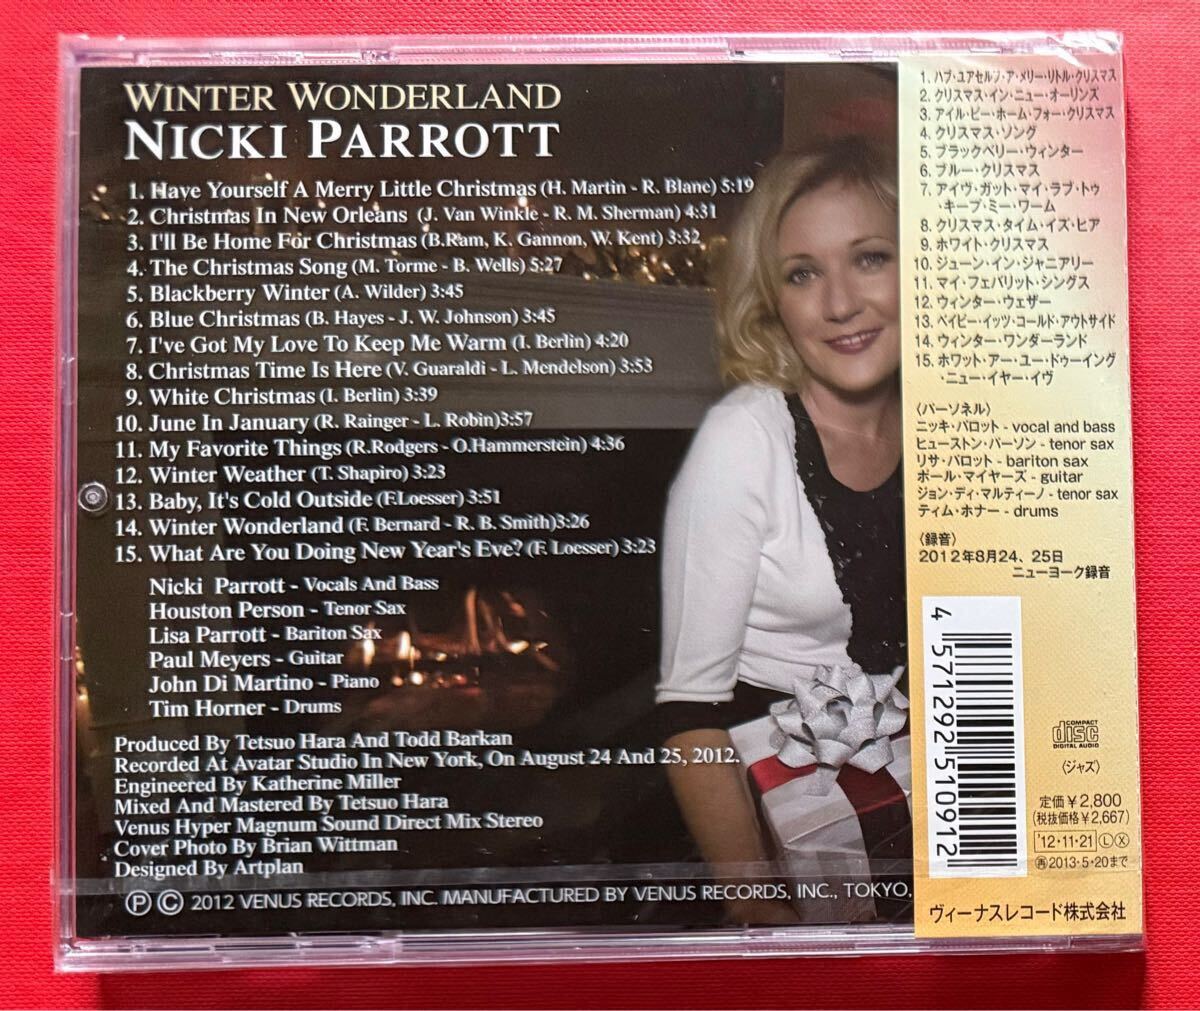 WINTER WONDERLAND
NICKI PARROTT
1. Have Yourself A Merry Little Christmas (H. Martin - R. Blane) 5:19
2. Christmas In New Orleans (J. Van Winkle - R. M. Sherman) 4:31
3. I'll Be Home For Christmas (B.Ram, K. Gannon, W. Kent) 3:32
4. The Christmas Song (M. Torme - B. Wells) 5:27
5. Blackberry Winter (A. Wilder) 3:45
6. Blue Christmas (B. Hayes - J. W. Johnson) 3:45
7. I've Got My Love To Keep Me Warm (I. Berlin) 4:20
8. Christmas Time Is Here (V. Guaraldi - L. Mendelson) 3:53
9. White Christmas (I. Berlin) 3:39
10. June In January (R. Rainger - L. Robin)3:57
11. My Favorite Things (R.Rodgers - O.Hammerstein) 4:36
12. Winter Weather (T. Shapiro) 3:23
13. Baby, It's Cold Outside (F.Loesser) 3:51
14. Winter Wonderland (F. Bernard - R. B. Smith)3:26
15. What Are You Doing New Year's Eve? (F. Loesser) 3:23
Nicki Parrott - Vocals And Bass
Houston Person - Tenor Sax
Lisa Parrott - Bariton Sax
Paul Meyers - Guitar
John Di Martino - Piano
Tim Horner - Drums
Produced By Tetsuo Hara And Todd Barkan
Recorded At Avatar Studio In New York, On August 24 And 25, 2012.
Engineered By Katherine Miller
Mixed And Mastered By Tetsuo Hara
Venus Hyper Magnum Sound Direct Mix Stereo
Cover Photo By Brian Wittman
Designed By Artplan
Ⓟ Ⓒ 2012 VENUS RECORDS, INC. MANUFACTURED BY VENUS RECORDS, INC., TOKYO,
1. ハブ・ユアセルフ・ア・メリー・リトル・クリスマス
2. クリスマス・イン・ニュー・オーリンズ
3. アイル・ビー・ホーム・フォー・クリスマス
4. クリスマス・ソング
5. ブラックベリー・ウィンター
6. ブルー・クリスマス
7. アイヴ・ガット・マイ・ラブ・トゥ
・キープ・ミー・ワーム
8. クリスマス・タイム・イズ・ヒア
9. ホワイト・クリスマス
10. ジューン・イン・ジャニアリー
11. マイ・フェバリット・シングス
12. ウィンター・ウェザー
13. ベイビー・イッツ・コールド・アウトサイド
14. ウィンター・ワンダーランド
15. ホワット・アー・ユー・ドゥーイング
・ニュー・イヤー・イヴ
〈パーソネル〉
ニッキ・パロット - vocal and bass
ヒューストン・パーソン - tenor sax
リサ・パロット - bariton sax
ポール・マイヤーズ - guitar
ジョン・ディ・マルティーノ - tenor sax
ティム・ホナー - drums
〈録音〉
2012年8月24、25日
ニューヨーク録音
4 571292 510912
COMPACT
disc
DIGITAL AUDIO
〈ジャズ〉
定価￥2,800
(税抜価格￥2,667)
'12・11・21 Ⓛ Ⓧ
㊢2013・5・20まで
ヴィーナスレコード株式会社